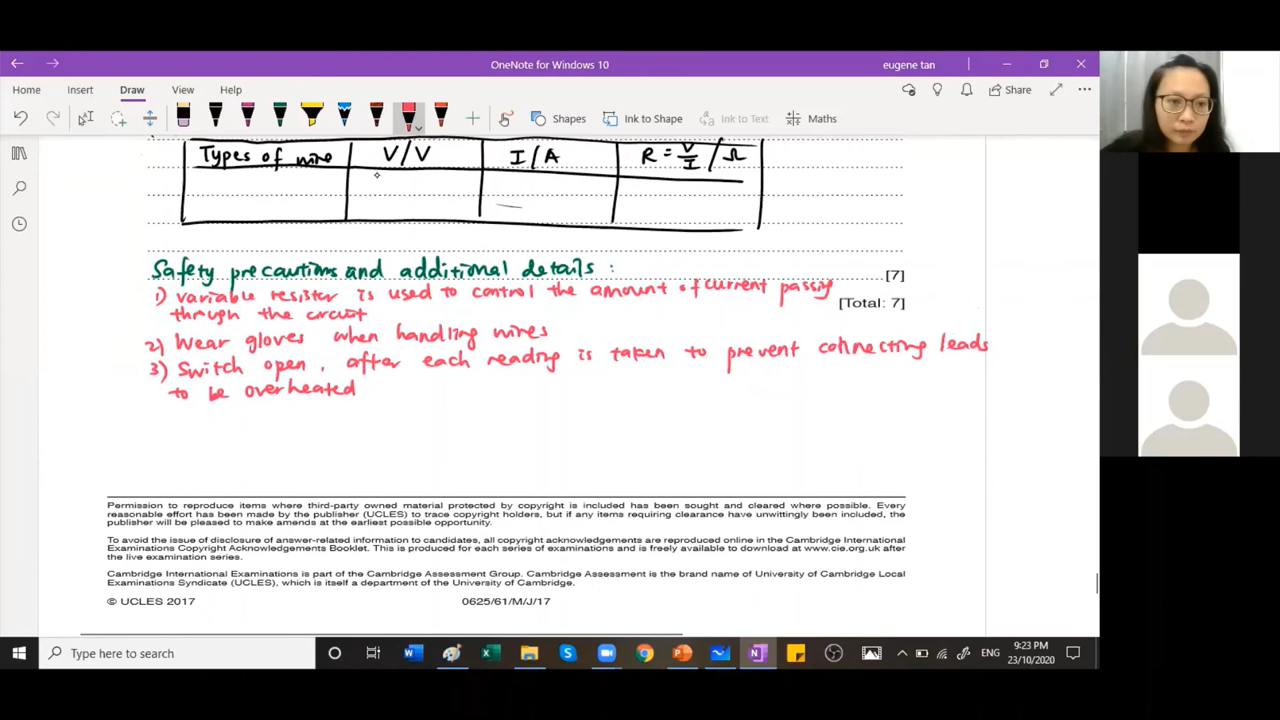 OneNote for Windows 10
eugene tan
Home
Insert
Draw
View
Help
Share
Shapes
Ink to Shape
Ink to Text
Maths
Types of wire
V/V
I/A
R = V/I /Ω
Safety precautions and additional details :
[7]
1) variable resister is used to control the amount of current passing
through the circuit
[Total: 7]
2) Wear gloves when handling wires
3) Switch open, after each reading is taken to prevent connecting leads
to be overheated
Permission to reproduce items where third-party owned material protected by copyright is included has been sought and cleared where possible. Every
reasonable effort has been made by the publisher (UCLES) to trace copyright holders, but if any items requiring clearance have unwittingly been included, the
publisher will be pleased to make amends at the earliest possible opportunity.
To avoid the issue of disclosure of answer-related information to candidates, all copyright acknowledgements are reproduced online in the Cambridge International
Examinations Copyright Acknowledgements Booklet. This is produced for each series of examinations and is freely available to download at www.cie.org.uk after
the live examination series.
Cambridge International Examinations is part of the Cambridge Assessment Group. Cambridge Assessment is the brand name of University of Cambridge Local
Examinations Syndicate (UCLES), which is itself a department of the University of Cambridge.
© UCLES 2017
0625/61/M/J/17
Type here to search
ENG
9:23 PM
23/10/2020